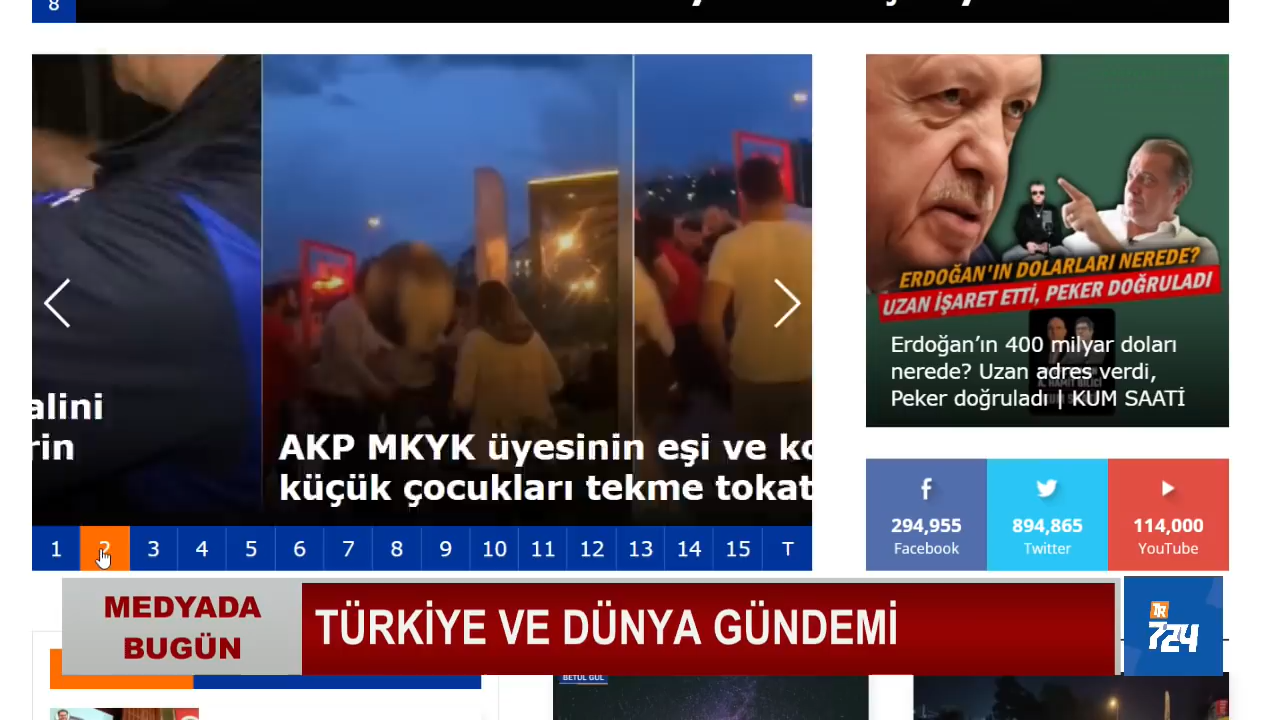 8
alini
rin
AKP MKYK üyesinin eşi ve ko
küçük çocukları tekme tokat
1 2 3 4 5 6 7 8 9 10 11 12 13 14 15 T
ERDOĞAN'IN DOLARLARI NEREDE?
UZAN İŞARET ETTİ, PEKER DOĞRULADI
Erdoğan'ın 400 milyar doları
nerede? Uzan adres verdi,
Peker doğruladı | KUM SAATİ
294,955
Facebook
894,865
Twitter
114,000
YouTube
MEDYADA
BUGÜN
TÜRKİYE VE DÜNYA GÜNDEMİ
TR
7/24
BETÜL GÜL